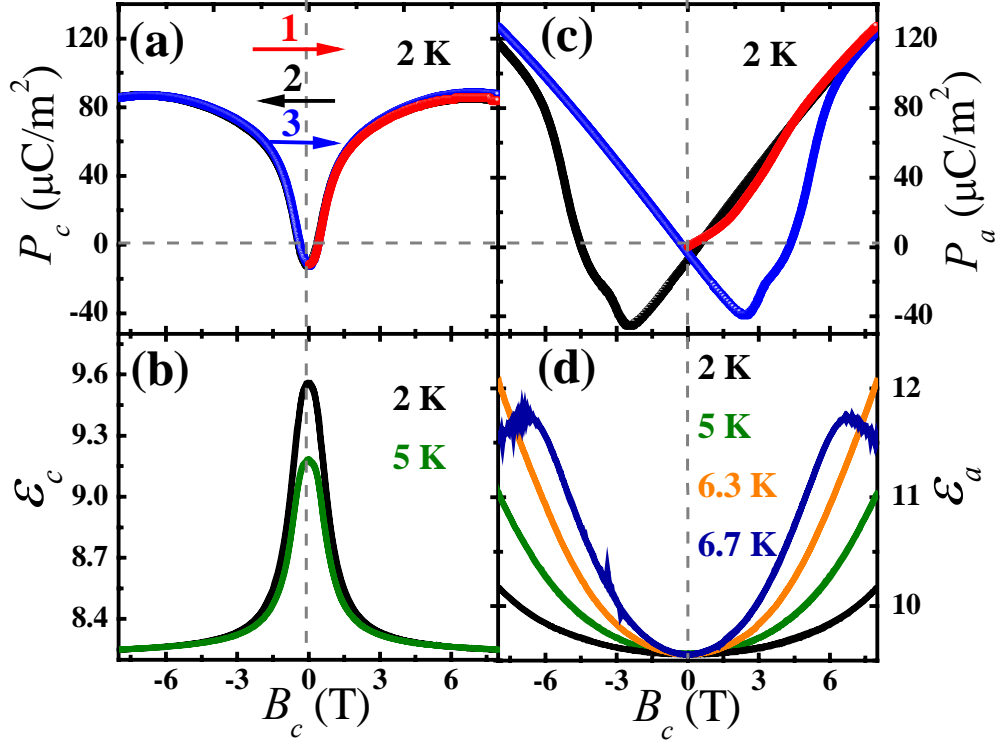 (a)
1
2
3
2 K
120
80
40
0
-40
P_c (μC/m²)
(c)
2 K
120
80
40
0
-40
P_a (μC/m²)
(b)
2 K
5 K
9.6
9.3
9.0
8.7
8.4
ε_c
-6 -3 0 3 6
B_c (T)
(d)
2 K
5 K
6.3 K
6.7 K
12
11
10
ε_a
-6 -3 0 3 6
B_c (T)